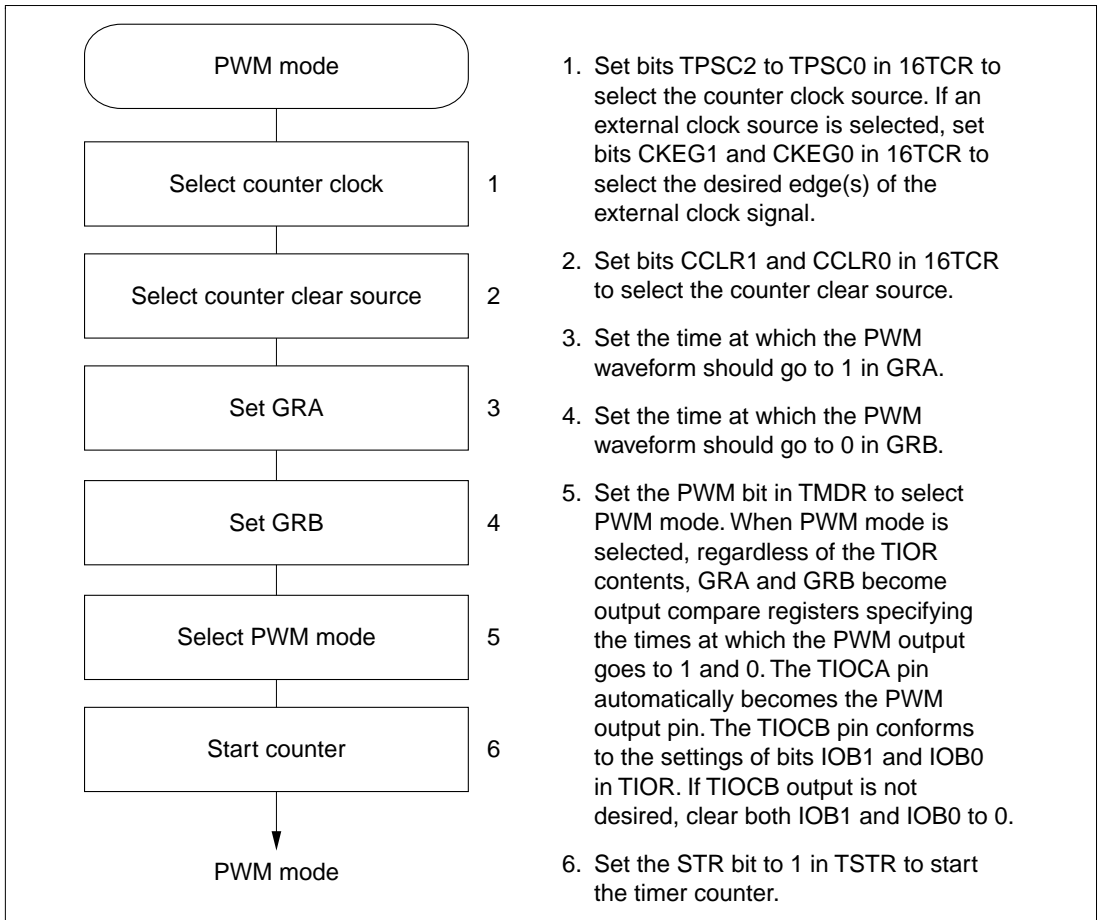 PWM mode
Select counter clock
1
Select counter clear source
2
Set GRA
3
Set GRB
4
Select PWM mode
5
Start counter
6
PWM mode
1. Set bits TPSC2 to TPSC0 in 16TCR to
select the counter clock source. If an
external clock source is selected, set
bits CKEG1 and CKEG0 in 16TCR to
select the desired edge(s) of the
external clock signal.
2. Set bits CCLR1 and CCLR0 in 16TCR
to select the counter clear source.
3. Set the time at which the PWM
waveform should go to 1 in GRA.
4. Set the time at which the PWM
waveform should go to 0 in GRB.
5. Set the PWM bit in TMDR to select
PWM mode. When PWM mode is
selected, regardless of the TIOR
contents, GRA and GRB become
output compare registers specifying
the times at which the PWM output
goes to 1 and 0. The TIOCA pin
automatically becomes the PWM
output pin. The TIOCB pin conforms
to the settings of bits IOB1 and IOB0
in TIOR. If TIOCB output is not
desired, clear both IOB1 and IOB0 to 0.
6. Set the STR bit to 1 in TSTR to start
the timer counter.